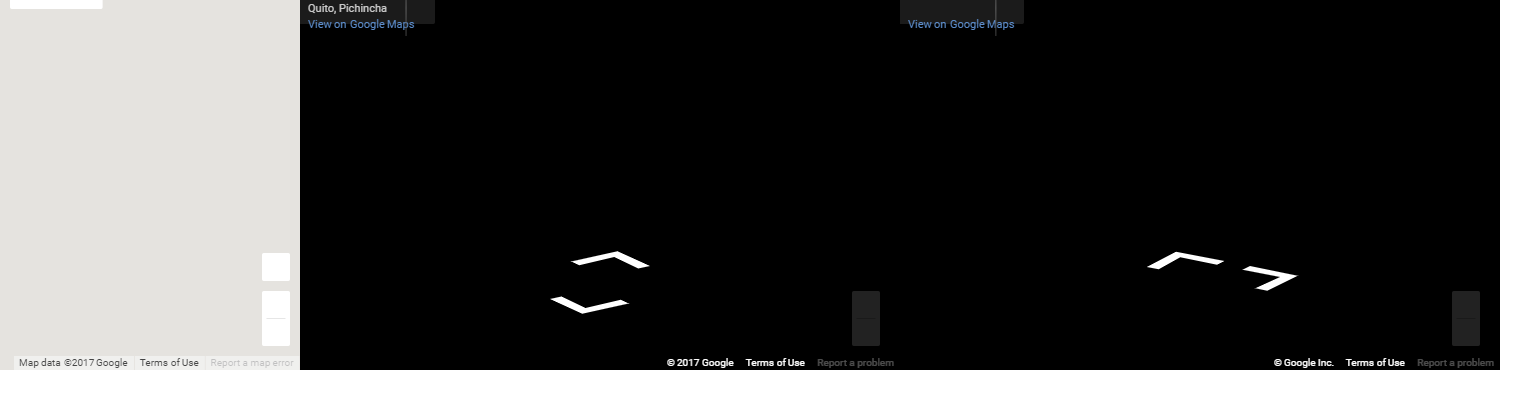 Quito, Pichincha
View on Google Maps
View on Google Maps
Map data ©2017 Google Terms of Use Report a map error
© 2017 Google Terms of Use Report a problem
© Google Inc. Terms of Use Report a problem